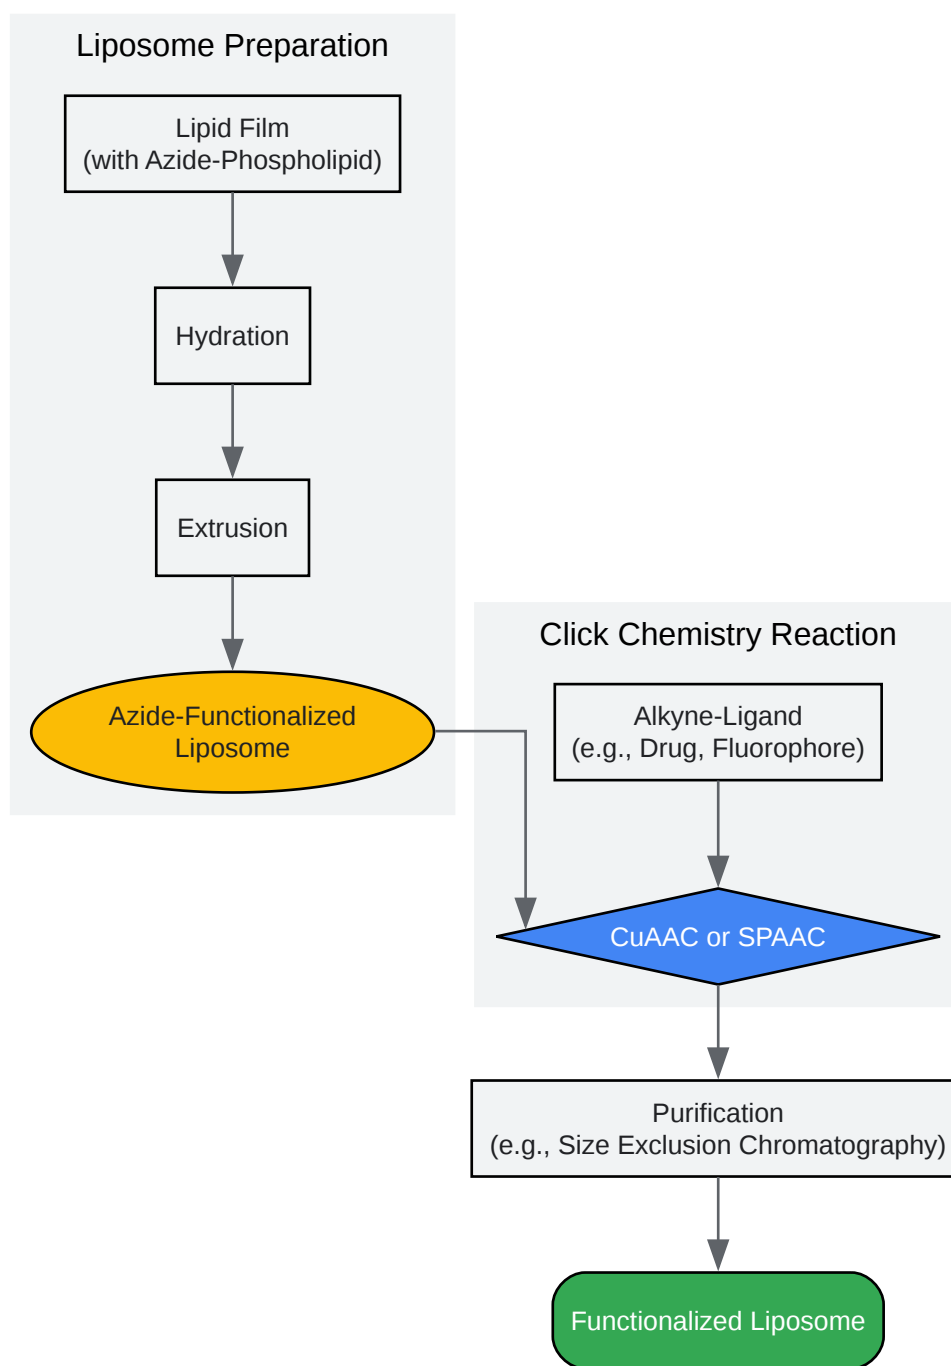 Liposome Preparation
Lipid Film
(with Azide-Phospholipid)
Hydration
Extrusion
Azide-Functionalized
Liposome
Click Chemistry Reaction
Alkyne-Ligand
(e.g., Drug, Fluorophore)
CuAAC or SPAAC
Purification
(e.g., Size Exclusion Chromatography)
Functionalized Liposome